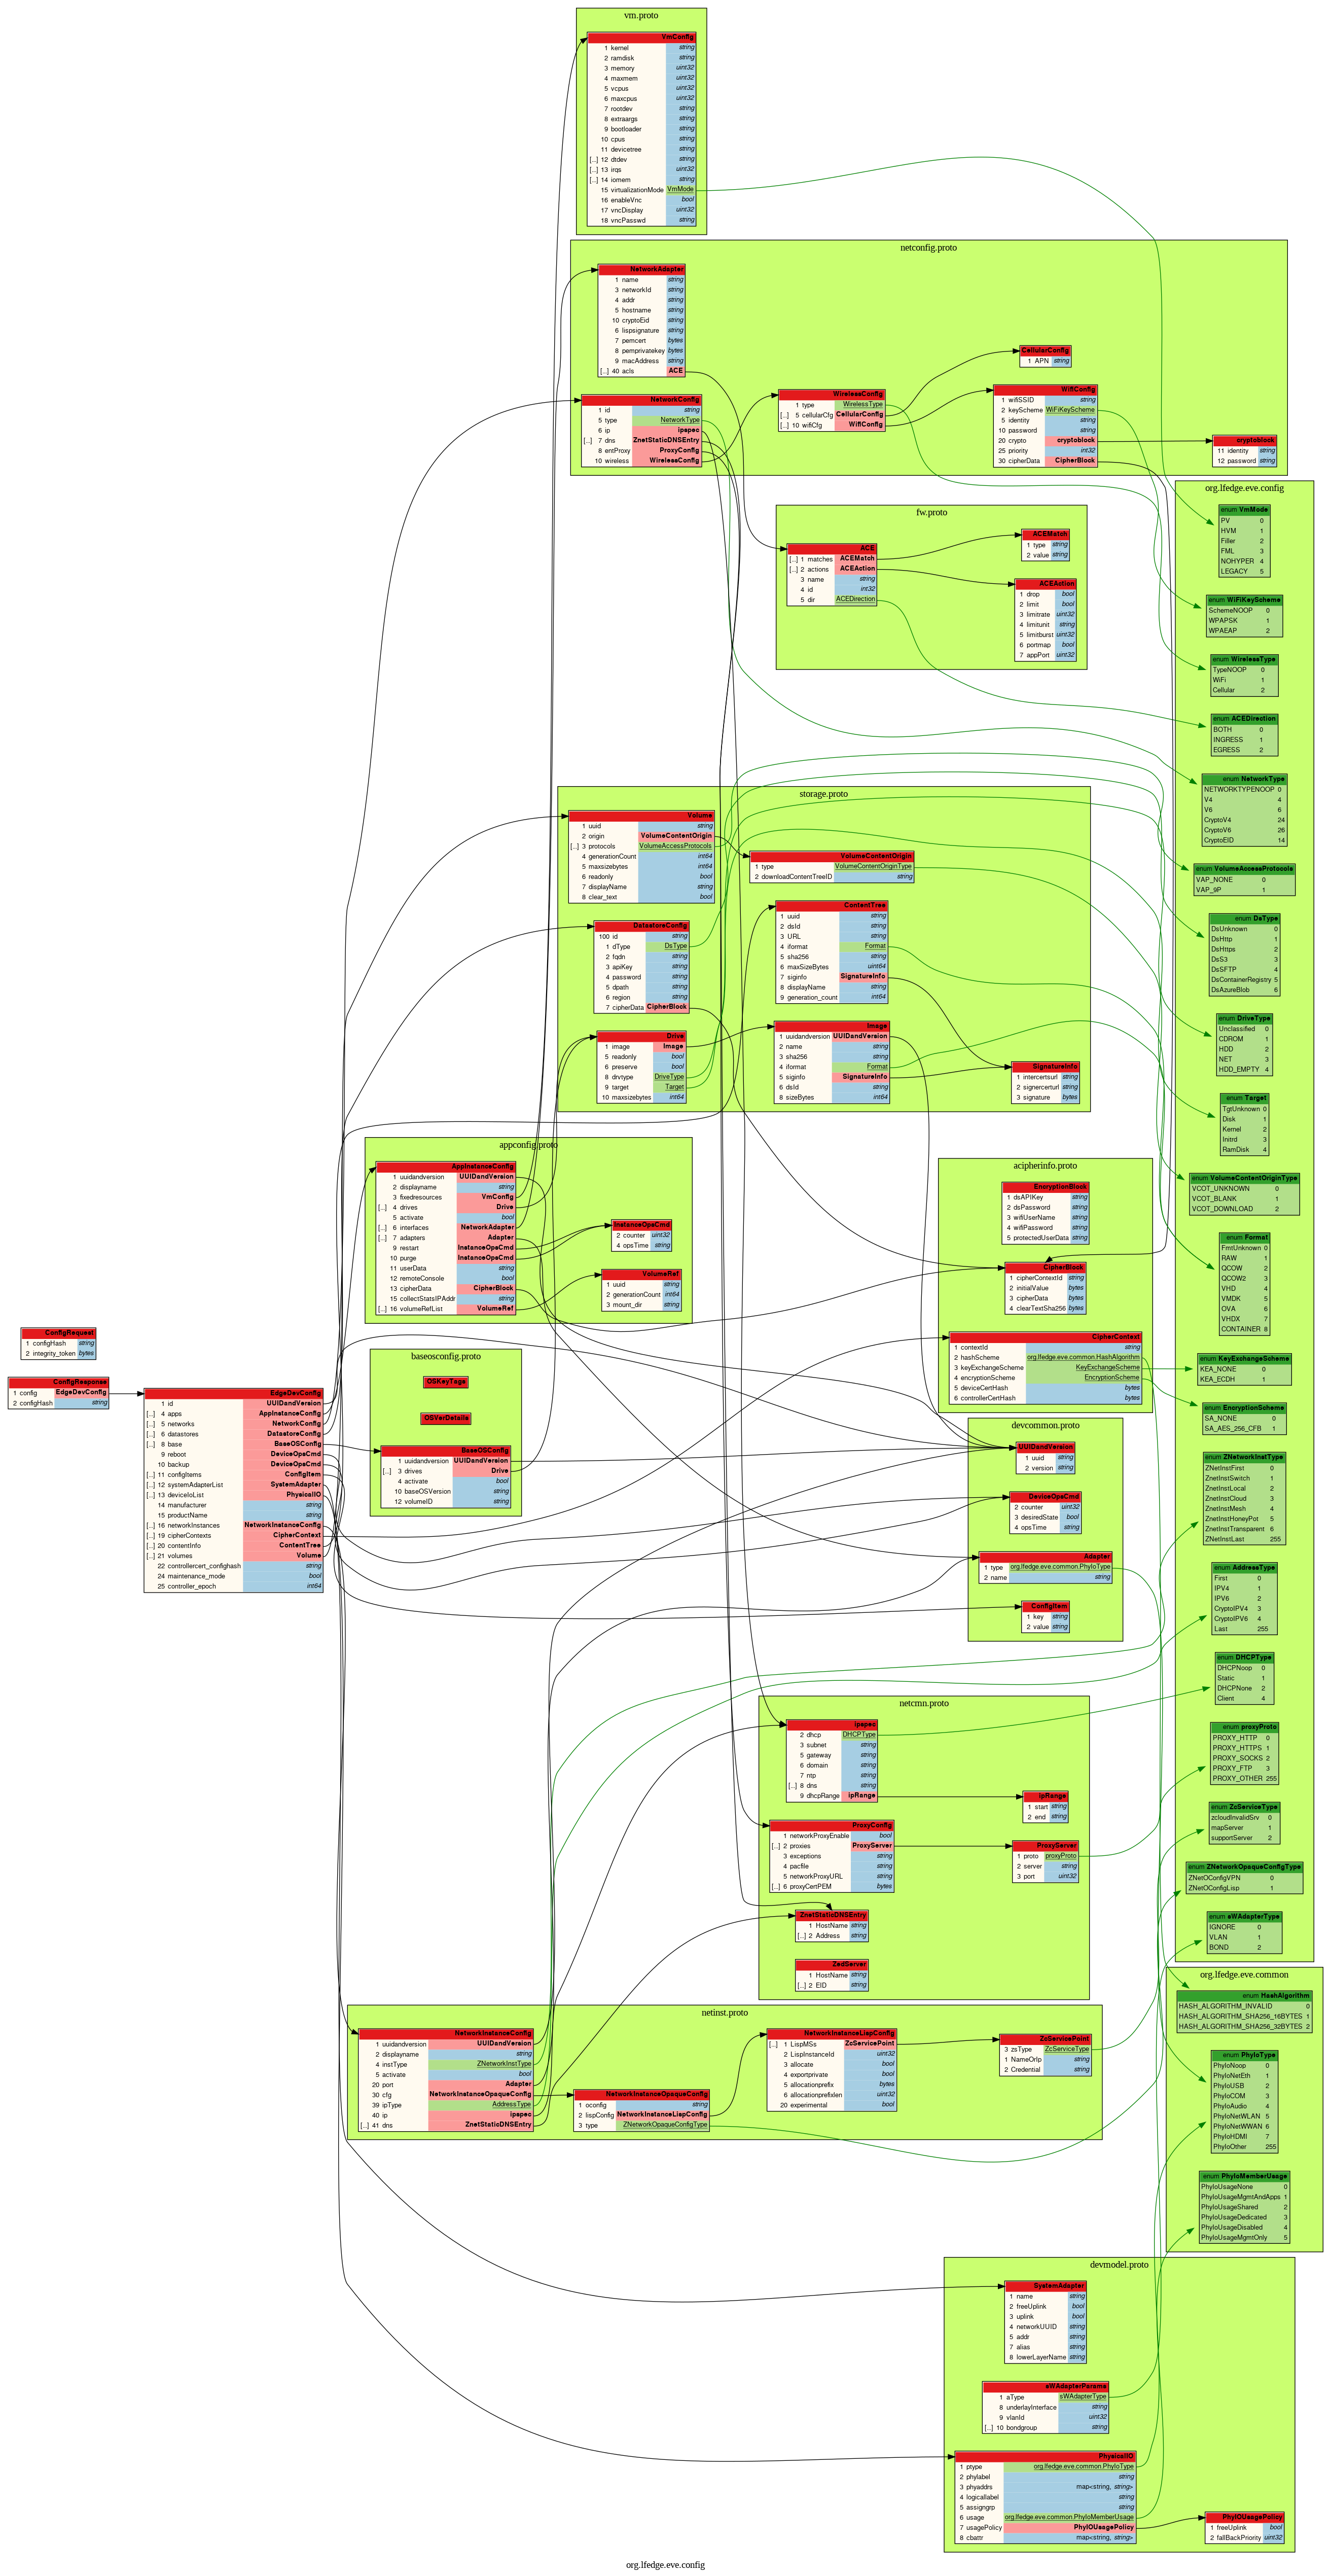 vm.proto
VmConfig
1 kernel string
2 ramdisk string
3 memory uint32
4 maxmem uint32
5 vcpus uint32
6 maxcpus uint32
7 rootdev string
8 extraargs string
9 bootloader string
10 cpus string
11 devicetree string
[...] 12 dtdev string
[...] 13 irqs uint32
[...] 14 iomem string
15 virtualizationMode VmMode
16 enableVnc bool
17 vncDisplay uint32
18 vncPasswd string
netconfig.proto
NetworkAdapter
1 name string
3 networkId string
4 addr string
5 hostname string
10 cryptoEid string
6 lispsignature string
7 pemcert bytes
8 pemprivatekey bytes
9 macAddress string
[...] 40 acls ACE
NetworkConfig
1 id string
5 type NetworkType
6 ip ipspec
[...] 7 dns ZnetStaticDNSEntry
8 entProxy ProxyConfig
10 wireless WirelessConfig
WirelessConfig
1 type WirelessType
[...] 5 cellularCfg CellularConfig
[...] 10 wifiCfg WifiConfig
CellularConfig
1 APN string
WifiConfig
1 wifiSSID string
2 keyScheme WiFiKeyScheme
5 identity string
10 password string
20 crypto cryptoblock
25 priority int32
30 cipherData CipherBlock
cryptoblock
11 identity string
12 password string
fw.proto
ACE
[...] 1 matches ACEMatch
[...] 2 actions ACEAction
3 name string
4 id int32
5 dir ACEDirection
ACEMatch
1 type string
2 value string
ACEAction
1 drop bool
2 limit bool
3 limitrate uint32
4 limitunit string
5 limitburst uint32
6 portmap bool
7 appPort uint32
storage.proto
Volume
1 uuid string
2 origin VolumeContentOrigin
[...] 3 protocols VolumeAccessProtocols
4 generationCount int64
5 maxsizebytes int64
6 readonly bool
7 displayName string
8 clear_text bool
VolumeContentOrigin
1 type VolumeContentOriginType
2 downloadContentTreeID string
DatastoreConfig
100 id string
1 dType DsType
2 fqdn string
3 apiKey string
4 password string
5 dpath string
6 region string
7 cipherData CipherBlock
ContentTree
1 uuid string
2 dsId string
3 URL string
4 iformat Format
5 sha256 string
6 maxSizeBytes uint64
7 siginfo SignatureInfo
8 displayName string
9 generation_count int64
Drive
1 image Image
5 readonly bool
6 preserve bool
8 drvtype DriveType
9 target Target
10 maxsizebytes int64
Image
1 uuidandversion UUIDandVersion
2 name string
3 sha256 string
4 iformat Format
5 siginfo SignatureInfo
6 dsId string
8 sizeBytes int64
SignatureInfo
1 intercertsurl string
2 signercerturl string
3 signature bytes
appconfig.proto
AppInstanceConfig
1 uuidandversion UUIDandVersion
2 displayname string
3 fixedresources VmConfig
[...] 4 drives Drive
5 activate bool
[...] 6 interfaces NetworkAdapter
[...] 7 adapters Adapter
9 restart InstanceOpsCmd
10 purge InstanceOpsCmd
11 userData string
12 remoteConsole bool
13 cipherData CipherBlock
15 collectStatsIPAddr string
[...] 16 volumeRefList VolumeRef
InstanceOpsCmd
2 counter uint32
4 opsTime string
VolumeRef
1 uuid string
2 generationCount int64
3 mount_dir string
acipherinfo.proto
EncryptionBlock
1 dsAPIKey string
2 dsPassword string
3 wifiUserName string
4 wifiPassword string
5 protectedUserData string
CipherBlock
1 cipherContextId string
2 initialValue bytes
3 cipherData bytes
4 clearTextSha256 bytes
CipherContext
1 contextId string
2 hashScheme org.lfedge.eve.common.HashAlgorithm
3 keyExchangeScheme KeyExchangeScheme
4 encryptionScheme EncryptionScheme
5 deviceCertHash bytes
6 controllerCertHash bytes
ConfigRequest
1 configHash string
2 integrity_token bytes
ConfigResponse
1 config EdgeDevConfig
2 configHash string
EdgeDevConfig
1 id UUIDandVersion
[...] 4 apps AppInstanceConfig
[...] 5 networks NetworkConfig
[...] 6 datastores DatastoreConfig
[...] 8 base BaseOSConfig
9 reboot DeviceOpsCmd
10 backup DeviceOpsCmd
[...] 11 configItems ConfigItem
[...] 12 systemAdapterList SystemAdapter
[...] 13 deviceIoList PhysicalIO
14 manufacturer string
15 productName string
[...] 16 networkInstances NetworkInstanceConfig
[...] 19 cipherContexts CipherContext
[...] 20 contentInfo ContentTree
[...] 21 volumes Volume
22 controllercert_confighash string
24 maintenance_mode bool
25 controller_epoch int64
baseosconfig.proto
OSKeyTags
OSVerDetails
BaseOSConfig
1 uuidandversion UUIDandVersion
[...] 3 drives Drive
4 activate bool
10 baseOSVersion string
12 volumeID string
devcommon.proto
UUIDandVersion
1 uuid string
2 version string
DeviceOpsCmd
2 counter uint32
3 desiredState bool
4 opsTime string
Adapter
1 type org.lfedge.eve.common.PhyIoType
2 name string
ConfigItem
1 key string
2 value string
netcmn.proto
ipspec
2 dhcp DHCPType
3 subnet string
5 gateway string
6 domain string
7 ntp string
[...] 8 dns string
9 dhcpRange ipRange
ipRange
1 start string
2 end string
ProxyConfig
1 networkProxyEnable bool
[...] 2 proxies ProxyServer
3 exceptions string
4 pacfile string
5 networkProxyURL string
[...] 6 proxyCertPEM bytes
ProxyServer
1 proto proxyProto
2 server string
3 port uint32
ZnetStaticDNSEntry
1 HostName string
[...] 2 Address string
ZedServer
1 HostName string
[...] 2 EID string
netinst.proto
NetworkInstanceConfig
1 uuidandversion UUIDandVersion
2 displayname string
4 instType ZNetworkInstType
5 activate bool
20 port Adapter
30 cfg NetworkInstanceOpaqueConfig
39 ipType AddressType
40 ip ipspec
[...] 41 dns ZnetStaticDNSEntry
NetworkInstanceOpaqueConfig
1 oconfig string
2 lispConfig NetworkInstanceLispConfig
3 type ZNetworkOpaqueConfigType
NetworkInstanceLispConfig
[...] 1 LispMSs ZcServicePoint
2 LispInstanceId uint32
3 allocate bool
4 exportprivate bool
5 allocationprefix bytes
6 allocationprefixlen uint32
20 experimental bool
ZcServicePoint
3 zsType ZcServiceType
1 NameOrIp string
2 Credential string
devmodel.proto
SystemAdapter
1 name string
2 freeUplink bool
3 uplink bool
4 networkUUID string
5 addr string
7 alias string
8 lowerLayerName string
sWAdapterParams
1 aType sWAdapterType
8 underlayInterface string
9 vlanId uint32
[...] 10 bondgroup string
PhysicalIO
1 ptype org.lfedge.eve.common.PhyIoType
2 phylabel string
3 phyaddrs map<string, string>
4 logicallabel string
5 assigngrp string
6 usage org.lfedge.eve.common.PhyIoMemberUsage
7 usagePolicy PhyIOUsagePolicy
8 cbattr map<string, string>
PhyIOUsagePolicy
1 freeUplink bool
2 fallBackPriority uint32
org.lfedge.eve.config
enum VmMode
PV 0
HVM 1
Filler 2
FML 3
NOHYPER 4
LEGACY 5
enum WiFiKeyScheme
SchemeNOOP 0
WPAPSK 1
WPAEAP 2
enum WirelessType
TypeNOOP 0
WiFi 1
Cellular 2
enum ACEDirection
BOTH 0
INGRESS 1
EGRESS 2
enum NetworkType
NETWORKTYPENOOP 0
V4 4
V6 6
CryptoV4 24
CryptoV6 26
CryptoEID 14
enum VolumeAccessProtocols
VAP_NONE 0
VAP_9P 1
enum DsType
DsUnknown 0
DsHttp 1
DsHttps 2
DsS3 3
DsSFTP 4
DsContainerRegistry 5
DsAzureBlob 6
enum DriveType
Unclassified 0
CDROM 1
HDD 2
NET 3
HDD_EMPTY 4
enum Target
TgtUnknown 0
Disk 1
Kernel 2
Initrd 3
RamDisk 4
enum VolumeContentOriginType
VCOT_UNKNOWN 0
VCOT_BLANK 1
VCOT_DOWNLOAD 2
enum Format
FmtUnknown 0
RAW 1
QCOW 2
QCOW2 3
VHD 4
VMDK 5
OVA 6
VHDX 7
CONTAINER 8
enum KeyExchangeScheme
KEA_NONE 0
KEA_ECDH 1
enum EncryptionScheme
SA_NONE 0
SA_AES_256_CFB 1
enum ZNetworkInstType
ZNetInstFirst 0
ZnetInstSwitch 1
ZnetInstLocal 2
ZnetInstCloud 3
ZnetInstMesh 4
ZnetInstHoneyPot 5
ZnetInstTransparent 6
ZNetInstLast 255
enum AddressType
First 0
IPV4 1
IPV6 2
CryptoIPV4 3
CryptoIPV6 4
Last 255
enum DHCPType
DHCPNoop 0
Static 1
DHCPNone 2
Client 4
enum proxyProto
PROXY_HTTP 0
PROXY_HTTPS 1
PROXY_SOCKS 2
PROXY_FTP 3
PROXY_OTHER 255
enum ZcServiceType
zcloudInvalidSrv 0
mapServer 1
supportServer 2
enum ZNetworkOpaqueConfigType
ZNetOConfigVPN 0
ZNetOConfigLisp 1
enum sWAdapterType
IGNORE 0
VLAN 1
BOND 2
org.lfedge.eve.common
enum HashAlgorithm
HASH_ALGORITHM_INVALID 0
HASH_ALGORITHM_SHA256_16BYTES 1
HASH_ALGORITHM_SHA256_32BYTES 2
enum PhyIoType
PhyIoNoop 0
PhyIoNetEth 1
PhyIoUSB 2
PhyIoCOM 3
PhyIoAudio 4
PhyIoNetWLAN 5
PhyIoNetWWAN 6
PhyIoHDMI 7
PhyIoOther 255
enum PhyIoMemberUsage
PhyIoUsageNone 0
PhyIoUsageMgmtAndApps 1
PhyIoUsageShared 2
PhyIoUsageDedicated 3
PhyIoUsageDisabled 4
PhyIoUsageMgmtOnly 5
org.lfedge.eve.config